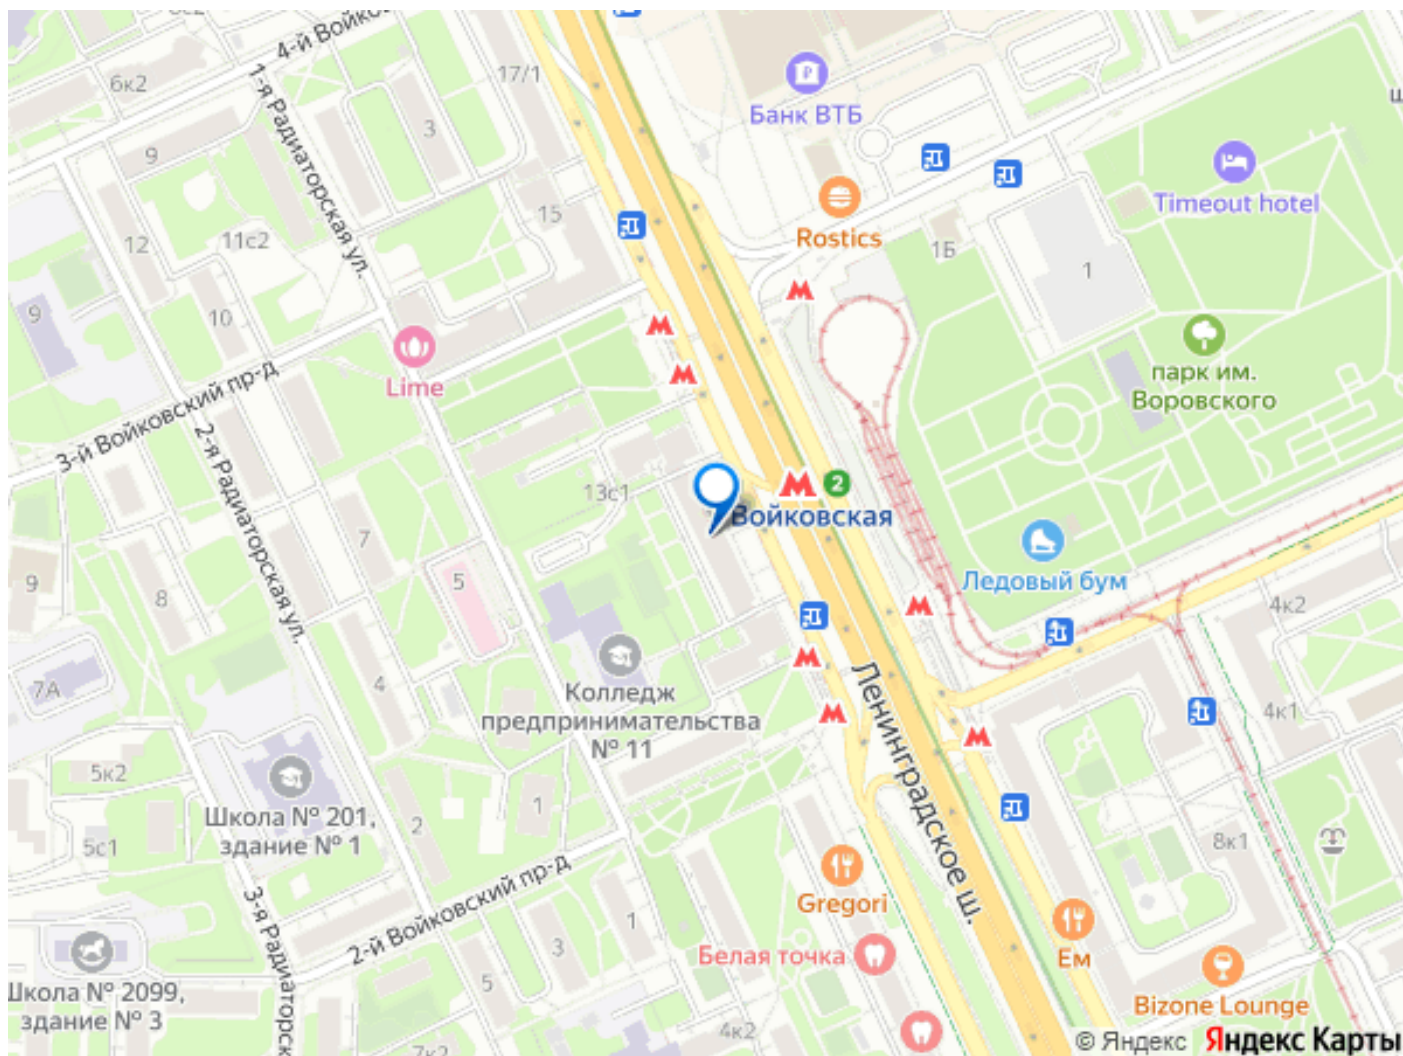 4-й Войков
6к2
17/1
Банк ВТБ
1-я Радиаторская ул.
3
9
Timeout hotel
15
Rostics
12
11с2
1Б
1
9
10
парк им.
Воровского
Lime
3-й Войковский пр-д
2-я Радиаторская ул.
13с1
2
Войковская
7
Ледовый бум
9
8
5
4к2
7А
4
Колледж
предпринимательства
№ 11
Ленинградское ш.
4к1
5к2
1
Школа № 201,
здание № 1
2
5с1
8к1
2-й Войковский пр-д
Gregori
3-я Радиаторск
1
3
Белая точка
Ем
5
Школа № 2099,
здание № 3
Bizone Lounge
4к2
7к2
© Яндекс Яндекс Карты